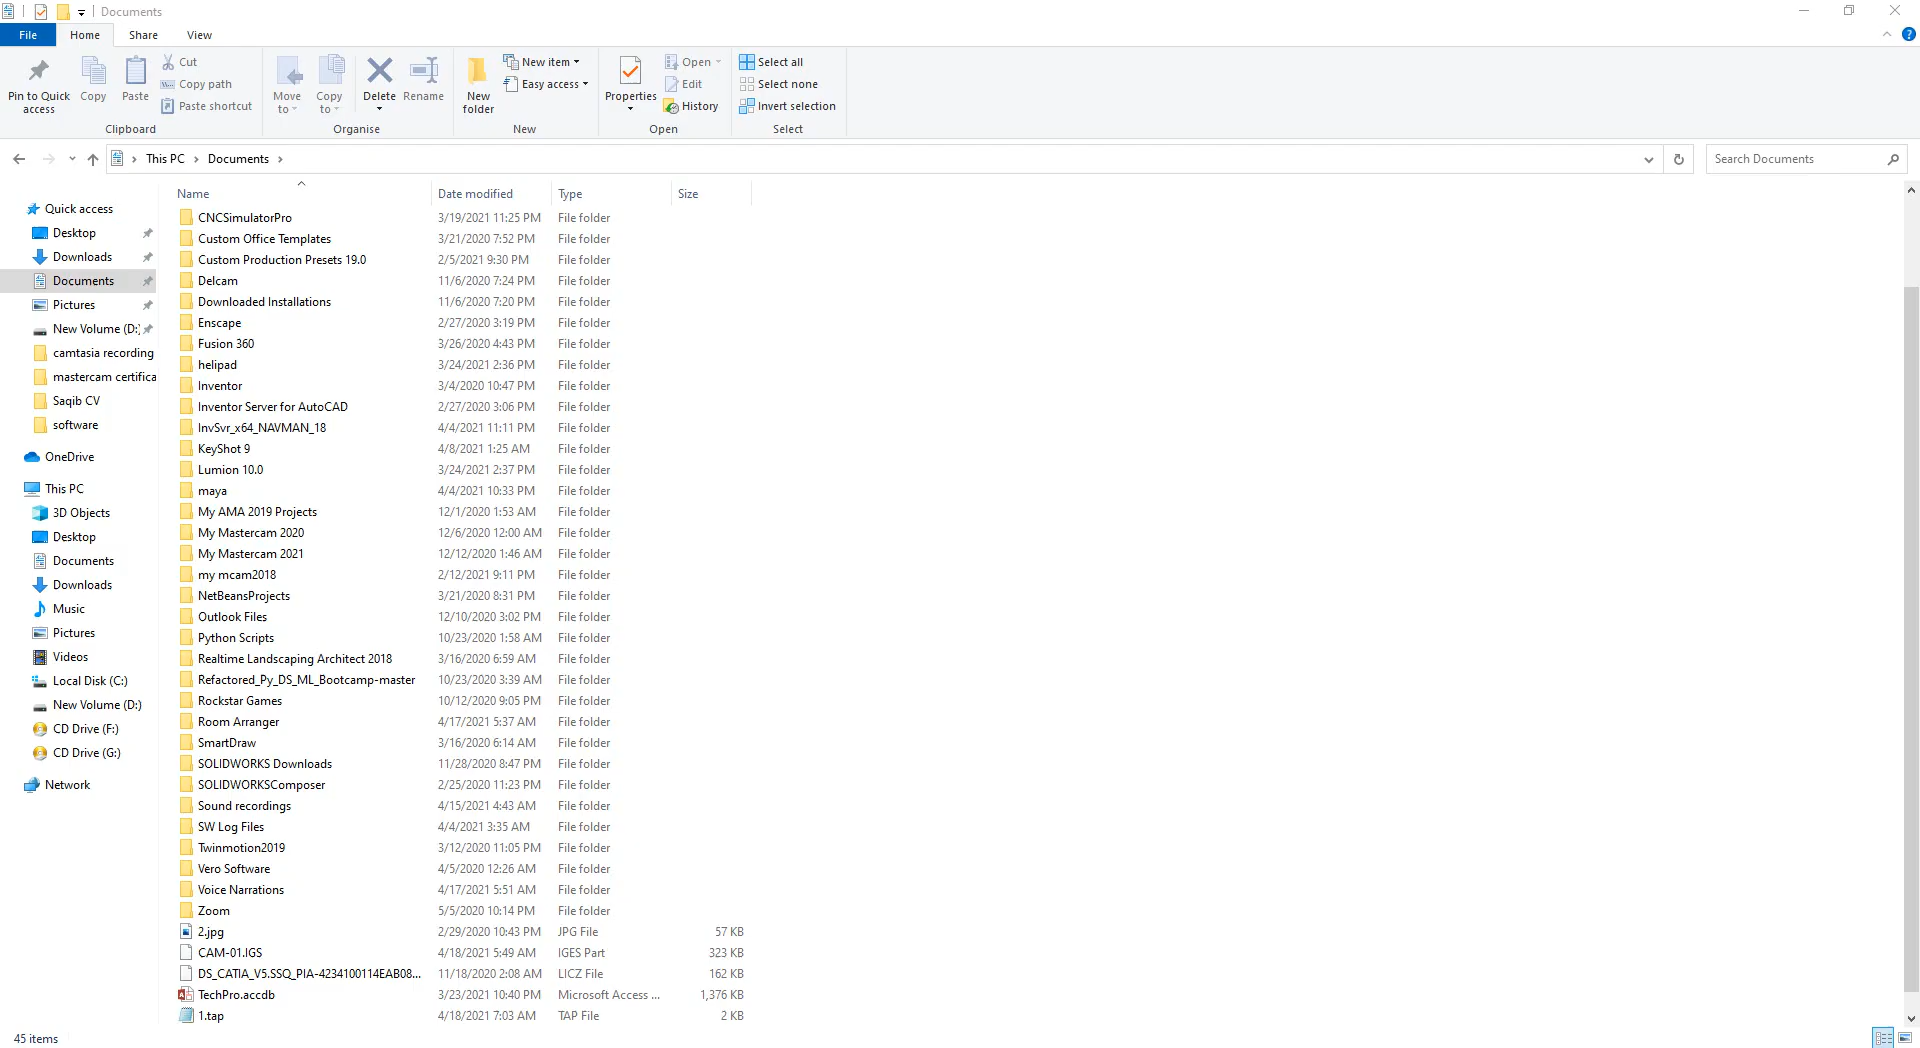 Documents
File Home Share View
Pin to Quick access
Copy
Paste
Cut
Copy path
Paste shortcut
Clipboard
Move to
Copy to
Delete
Rename
Organise
New folder
New item
Easy access
New
Properties
Open
Edit
History
Open
Select all
Select none
Invert selection
Select
This PC > Documents >
Search Documents
Quick access
Desktop
Downloads
Documents
Pictures
New Volume (D:)
camtasia recording
mastercam certifica
Saqib CV
software
OneDrive
This PC
3D Objects
Desktop
Documents
Downloads
Music
Pictures
Videos
Local Disk (C:)
New Volume (D:)
CD Drive (F:)
CD Drive (G:)
Network
Name Date modified Type Size
CNCSimulatorPro 3/19/2021 11:25 PM File folder
Custom Office Templates 3/21/2020 7:52 PM File folder
Custom Production Presets 19.0 2/5/2021 9:30 PM File folder
Delcam 11/6/2020 7:24 PM File folder
Downloaded Installations 11/6/2020 7:20 PM File folder
Enscape 2/27/2020 3:19 PM File folder
Fusion 360 3/26/2020 4:43 PM File folder
helipad 3/24/2021 2:36 PM File folder
Inventor 3/4/2020 10:47 PM File folder
Inventor Server for AutoCAD 2/27/2020 3:06 PM File folder
InvSvr_x64_NAVMAN_18 4/4/2021 11:11 PM File folder
KeyShot 9 4/8/2021 1:25 AM File folder
Lumion 10.0 3/24/2021 2:37 PM File folder
maya 4/4/2021 10:33 PM File folder
My AMA 2019 Projects 12/1/2020 1:53 AM File folder
My Mastercam 2020 12/6/2020 12:00 AM File folder
My Mastercam 2021 12/12/2020 1:46 AM File folder
my mcam2018 2/12/2021 9:11 PM File folder
NetBeansProjects 3/21/2020 8:31 PM File folder
Outlook Files 12/10/2020 3:02 PM File folder
Python Scripts 10/23/2020 1:58 AM File folder
Realtime Landscaping Architect 2018 3/16/2020 6:59 AM File folder
Refactored_Py_DS_ML_Bootcamp-master 10/23/2020 3:39 AM File folder
Rockstar Games 10/12/2020 9:05 PM File folder
Room Arranger 4/17/2021 5:37 AM File folder
SmartDraw 3/16/2020 6:14 AM File folder
SOLIDWORKS Downloads 11/28/2020 8:47 PM File folder
SOLIDWORKSComposer 2/25/2020 11:23 PM File folder
Sound recordings 4/15/2021 4:43 AM File folder
SW Log Files 4/4/2021 3:35 AM File folder
Twinmotion2019 3/12/2020 11:05 PM File folder
Vero Software 4/5/2020 12:26 AM File folder
Voice Narrations 4/17/2021 5:51 AM File folder
Zoom 5/5/2020 10:14 PM File folder
2.jpg 2/29/2020 10:43 PM JPG File 57 KB
CAM-01.IGS 4/18/2021 5:49 AM IGES Part 323 KB
DS_CATIA_V5.SSQ_PIA-4234100114EAB08... 11/18/2020 2:08 AM LICZ File 162 KB
TechPro.accdb 3/23/2021 10:40 PM Microsoft Access ... 1,376 KB
1.tap 4/18/2021 7:03 AM TAP File 2 KB
45 items